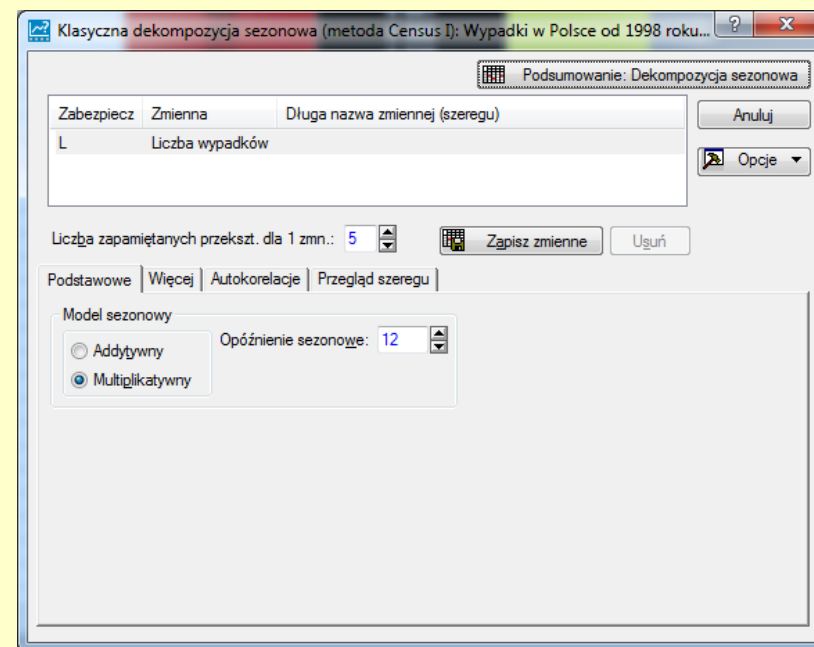 Klasyczna dekompozycja sezonowa (metoda Census I): Wypadki w Polsce od 1998 roku...
Podsumowanie: Dekompozycja sezonowa
Zabezpiecz Zmienna Długa nazwa zmiennej (szeregu)
L Liczba wypadków
Anuluj
Opcje
Liczba zapamiętanych przekszt. dla 1 zmn.: 5 Zapisz zmienne Usuń
Podstawowe Więcej Autokorelacje Przegląd szeregu
Model sezonowy
Addytywny
Multiplikatywny
Opóźnienie sezonowe: 12